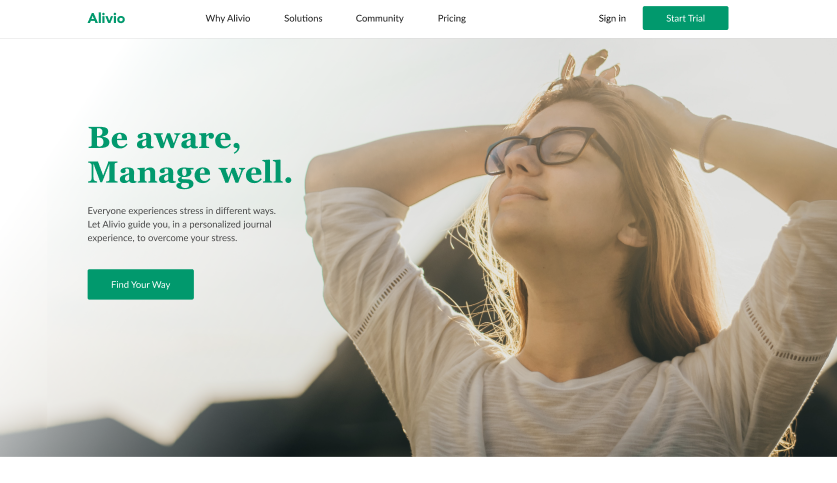 Alivio
Why Alivio
Solutions
Community
Pricing
Sign in
Start Trial
Be aware,
Manage well.
Everyone experiences stress in different ways.
Let Alivio guide you, in a personalized journal
experience, to overcome your stress.
Find Your Way